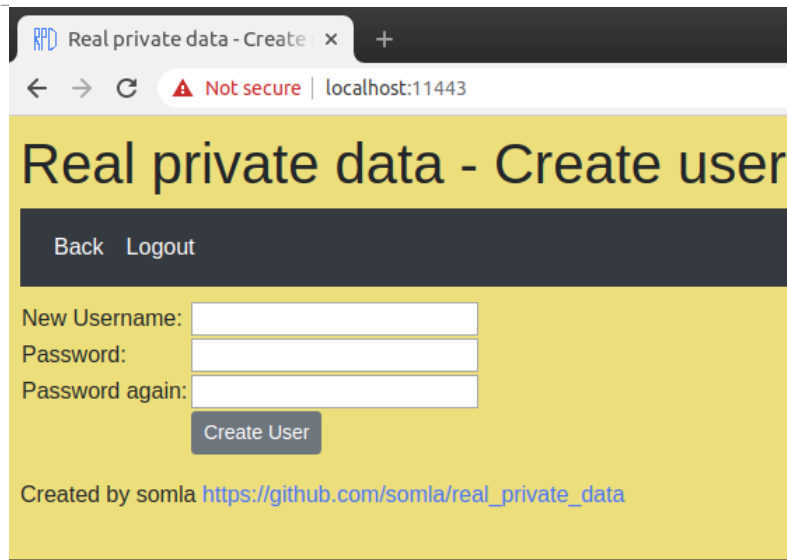 RPD Real private data - Create
Not secure | localhost:11443
Real private data - Create user
Back Logout
New Username:
Password:
Password again:
Create User
Created by somla https://github.com/somla/real_private_data